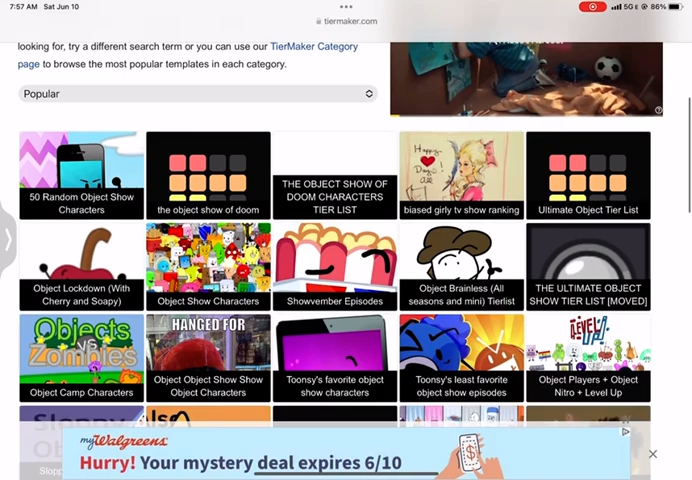 7:57 AM Sat Jun 10
5G E 86%
tiermaker.com
looking for, try a different search term or you can use our TierMaker Category
page to browse the most popular templates in each category.
Popular
50 Random Object Show
Characters
the object show of doom
THE OBJECT SHOW OF
DOOM CHARACTERS
TIER LIST
Happy
Day
All
biased girly tv show ranking
Ultimate Object Tier List
Object Lockdown (With
Cherry and Soapy)
Object Show Characters
Showvember Episodes
Object Brainless (All
seasons and mini) Tierlist
THE ULTIMATE OBJECT
SHOW TIER LIST [MOVED]
Objects
vs
Zombies
Object Camp Characters
HANGED FOR
Object Object Show Show
Object Characters
Toonsy's favorite object
show characters
Toonsy's least favorite
object show episodes
LEVEL
UP!
Object Players + Object
Nitro + Level Up
myWalgreens
Hurry! Your mystery deal expires 6/10